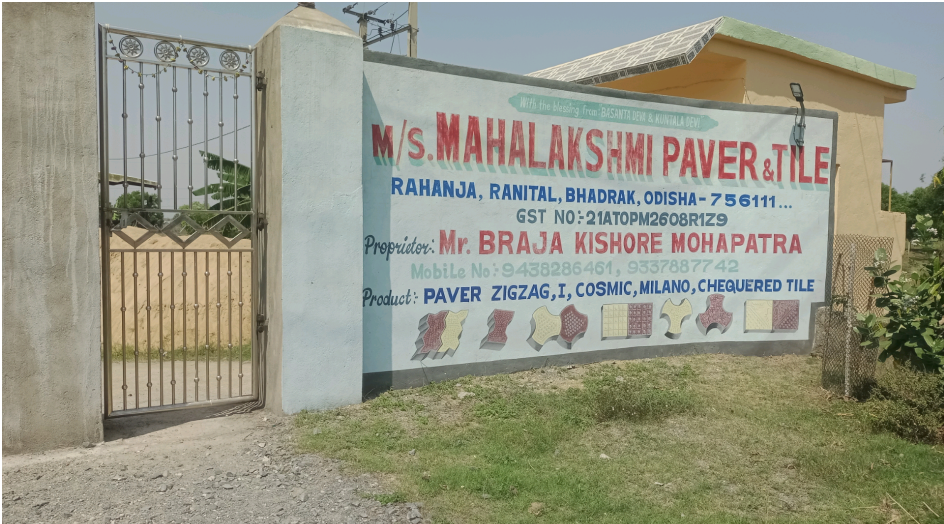 With the blessing from BASANTA DEVI & KUNTALA DEVI
M/S. MAHALAKSHMI PAVER & TILE
RAHANJA, RANITAL, BHADRAK, ODISHA - 756111...
GST NO:-21ATOPM2608R1Z9
Proprietor:- Mr. BRAJA KISHORE MOHAPATRA
Mobile No:- 9438286461, 9337887742
Product:- PAVER ZIGZAG, I, COSMIC, MILANO, CHEQUERED TILE